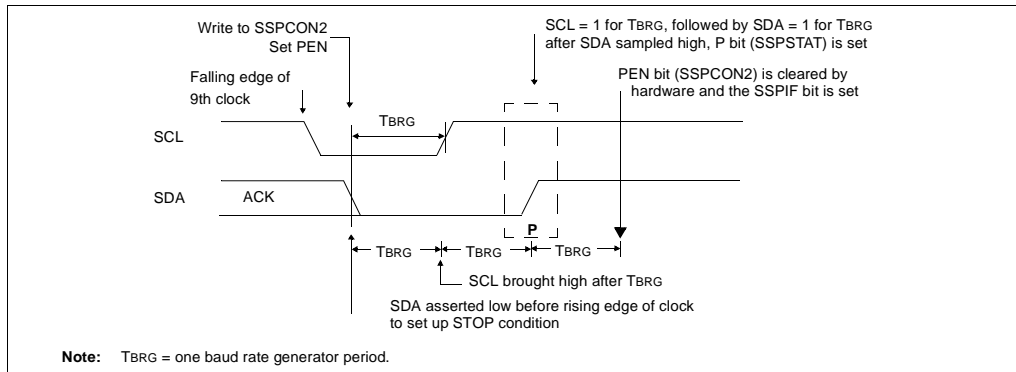 Write to SSPCON2
Set PEN
SCL = 1 for TBRG, followed by SDA = 1 for TBRG
after SDA sampled high, P bit (SSPSTAT) is set
PEN bit (SSPCON2) is cleared by
hardware and the SSPIF bit is set
Falling edge of
9th clock
TBRG
SCL
SDA
ACK
P
TBRG
TBRG
TBRG
SCL brought high after TBRG
SDA asserted low before rising edge of clock
to set up STOP condition
Note: TBRG = one baud rate generator period.